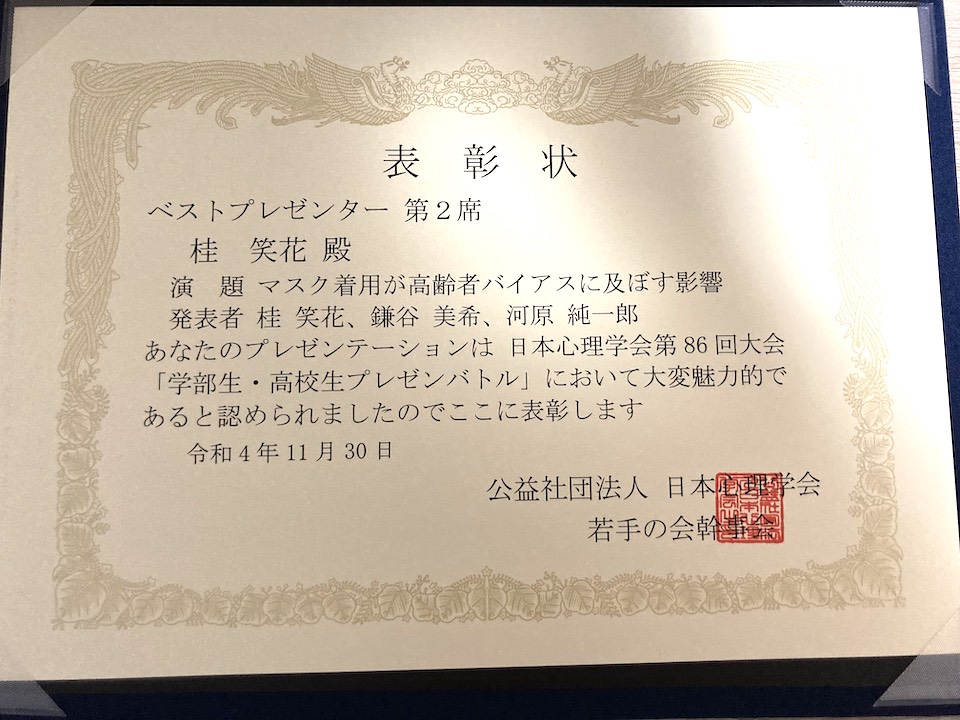 表 彰 状
ベストプレゼンター 第2席
桂 笑花 殿
演 題 マスク着用が高齢者バイアスに及ぼす影響
発表者 桂 笑花、鎌谷 美希、河原 純一郎
あなたのプレゼンテーションは 日本心理学会第86回大会
「学部生・高校生プレゼンバトル」において大変魅力的で
あると認められましたのでここに表彰します
令和4年11月30日
公益社団法人 日本心理学会
若手の会幹事会